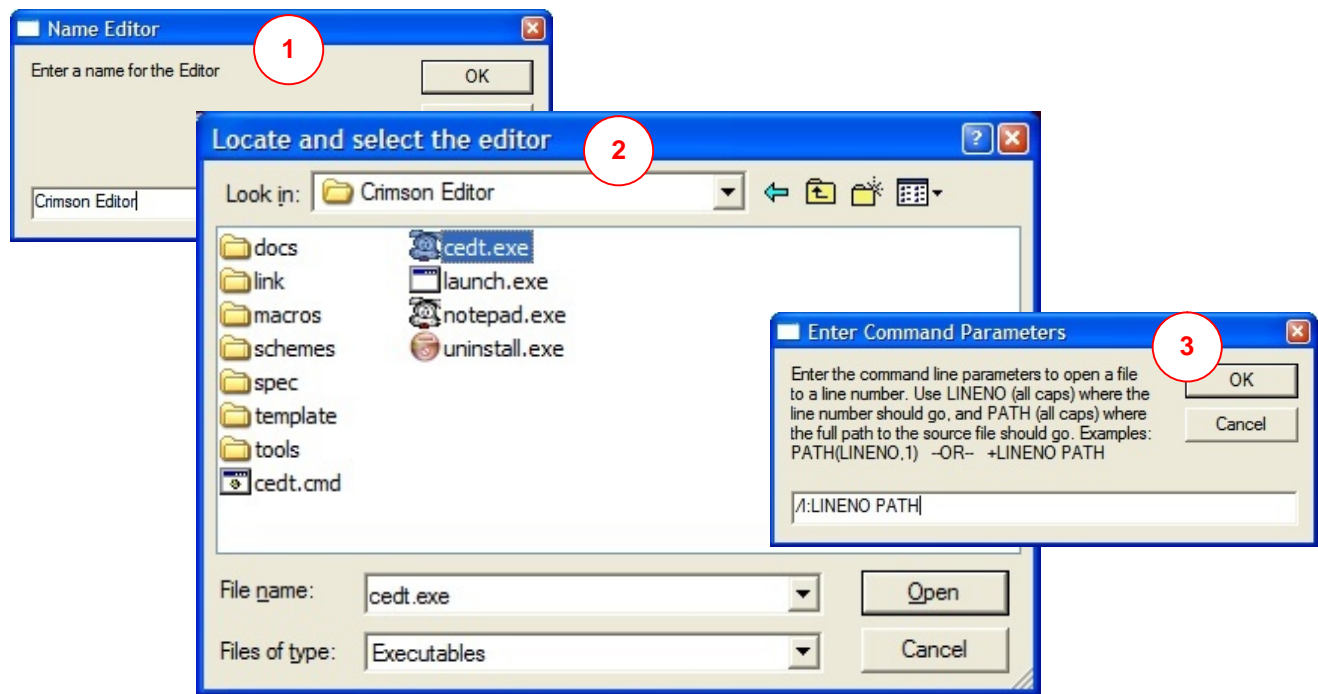 Name Editor
1
Enter a name for the Editor
OK
Crimson Editor
Locate and select the editor
2
Look in: Crimson Editor
docs
link
macros
schemes
spec
template
tools
cedt.cmd
cedt.exe
launch.exe
notepad.exe
uninstall.exe
File name: cedt.exe
Open
Files of type: Executables
Cancel
Enter Command Parameters
3
Enter the command line parameters to open a file
to a line number. Use LINENO (all caps) where the
line number should go, and PATH (all caps) where
the full path to the source file should go. Examples:
PATH(LINENO,1) --OR-- +LINENO PATH
OK
Cancel
/l:LINENO PATH